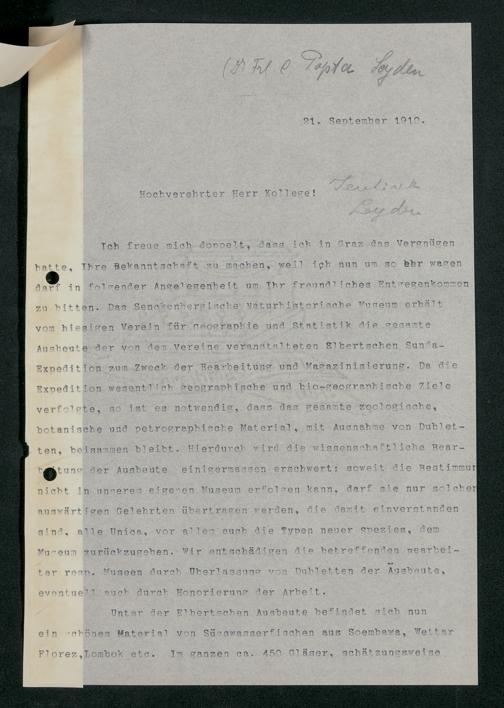 Popta Leyden
21. September 1910.
Hochverehrter Herr Kollege!
Jentink
Leyden
Ich freue mich doppelt, dass ich in Graz das Vergnügen
hatte, Ihre Bekanntschaft zu machen, weil ich nun um so eher wagen
darf in folgender Angelegenheit um Ihr freundliches Entgegenkommen
zu bitten. Das Senckenbergische Naturhistorische Museum erhält
vom hiesigen Verein für Geographie und Statistik die gesamte
Ausbeute der von dem Vereine veranstalteten Elbertschen Sunda-
Expedition zum Zweck der Bearbeitung und Magazinisierung. Da die
Expedition wesentlich geographische und bio-geographische Ziele
verfolgte, so ist es notwendig, dass das gesamte zoologische,
botanische und petrographische Material, mit Ausnahme von Dublet-
ten, beisammen bleibt. Hierdurch wird die wissenschaftliche Bear-
beitung der Ausbeute einigermassen erschwert: soweit die Bestimmun
nicht in unserem eigenen Museum erfolgen kann, darf sie nur solchen
auswärtigen Gelehrten übertragen werden, die damit einverstanden
sind, alle Unica, vor allem auch die Typen neuer Spezies, dem
Museum zurückzugeben. Wir entschädigen die betreffenden Bearbei-
ter resp. Museen durch Überlassung von Dubletten der Ausbeute,
eventuell auch durch Honorierung der Arbeit.
Unter der Elbertschen Ausbeute befindet sich nun
ein schönes Material von Süsswasserfischen aus Soembawa, Wettar
Florez,Lombok etc. Im ganzen ca. 450 Gläser, schätzungsweise